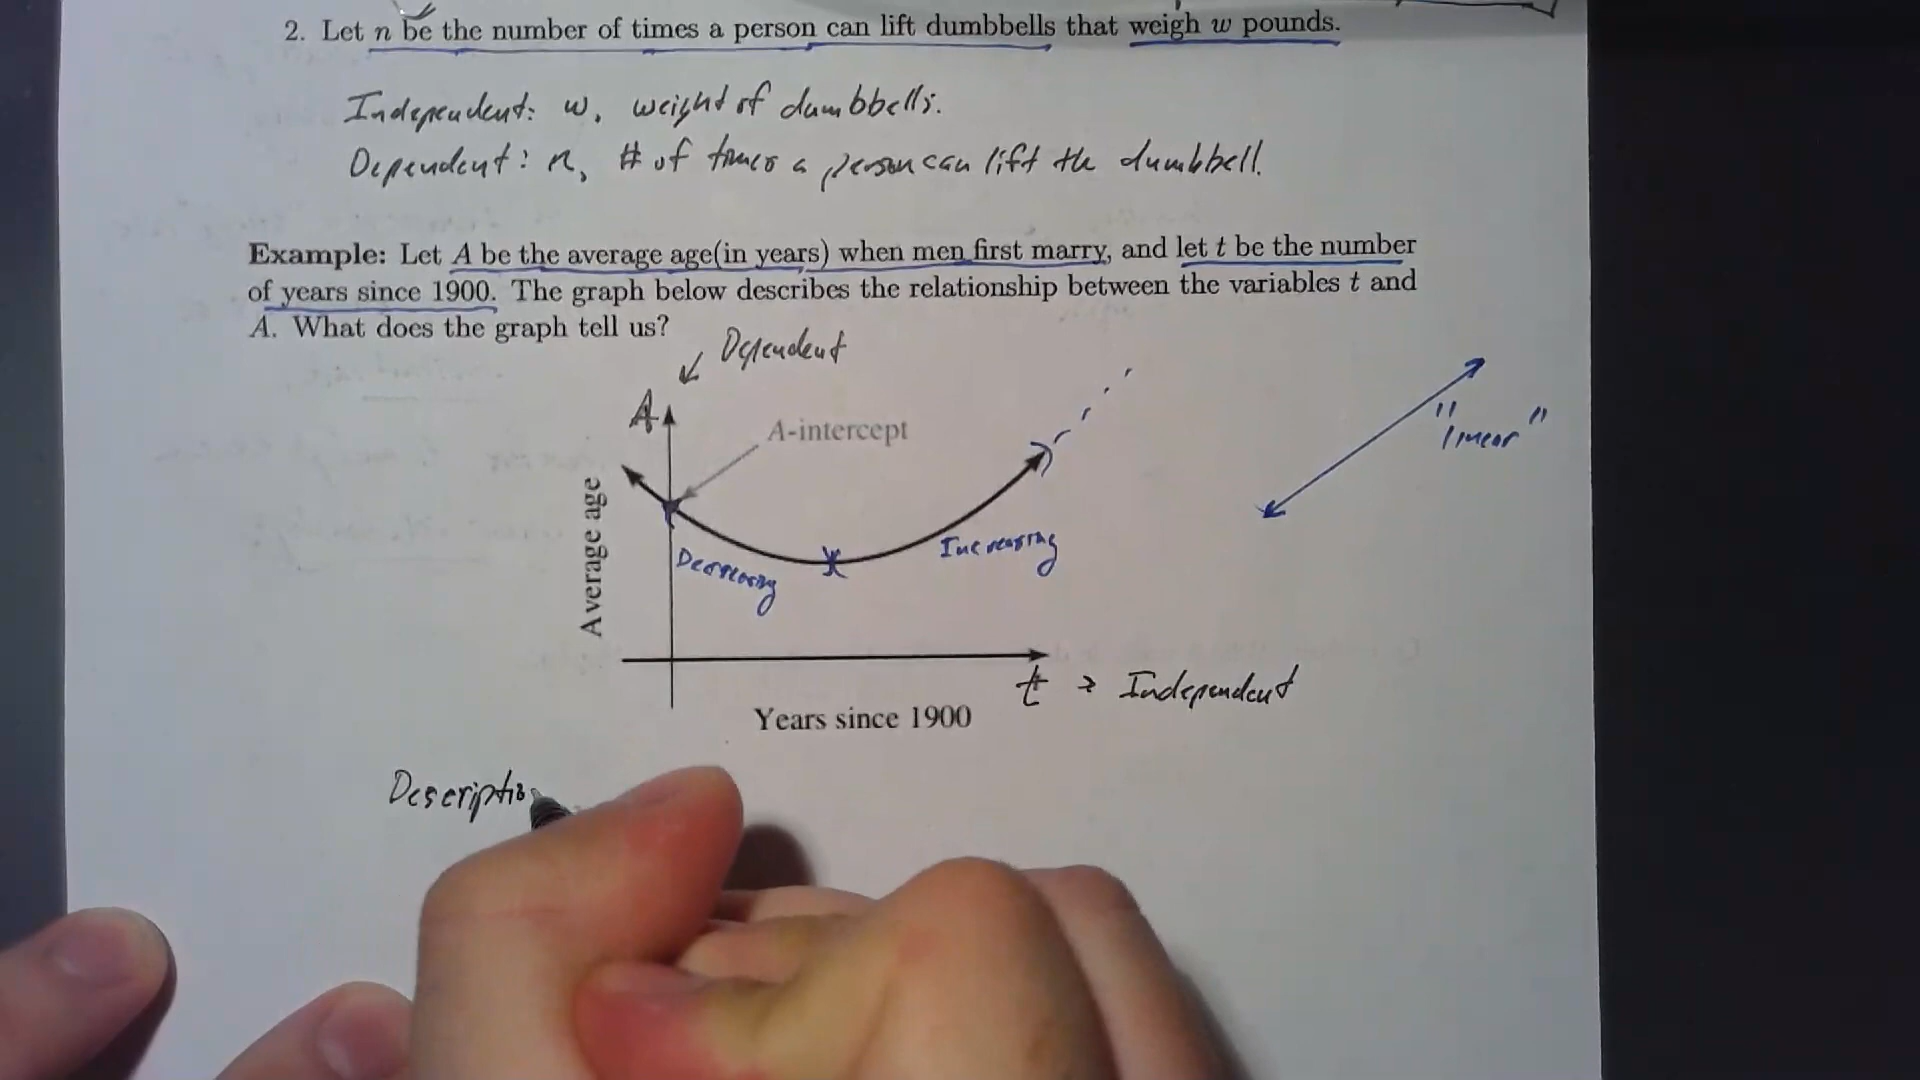 2. Let n be the number of times a person can lift dumbbells that weigh w pounds.
Independent: w, weight of dumbbells.
Dependent: n, # of times a person can lift the dumbbell.
Example: Let A be the average age(in years) when men first marry, and let t be the number
of years since 1900. The graph below describes the relationship between the variables t and
A. What does the graph tell us?
Dependent
A
A-intercept
"linear"
Average age
Decreasing
Increasing
t → Independent
Years since 1900
Descriptio